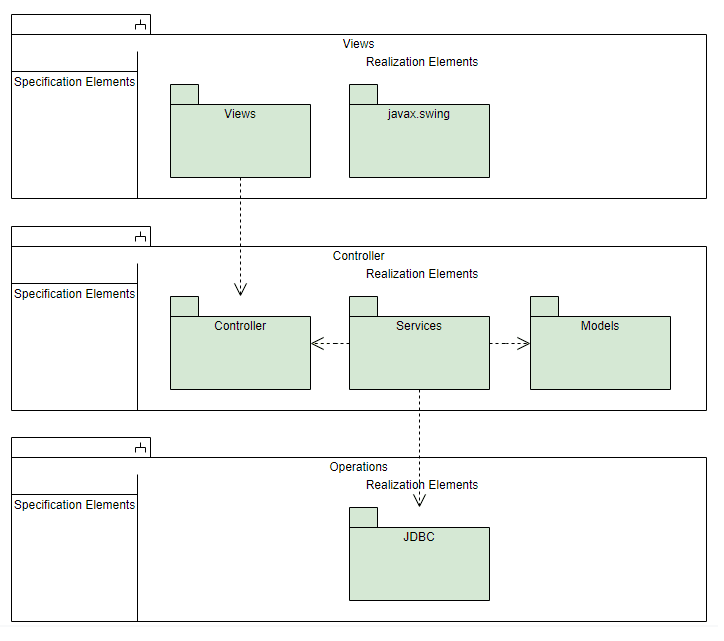 Views
Realization Elements
Specification Elements
Views
javax.swing
Controller
Realization Elements
Specification Elements
Controller
Services
Models
Operations
Realization Elements
Specification Elements
JDBC